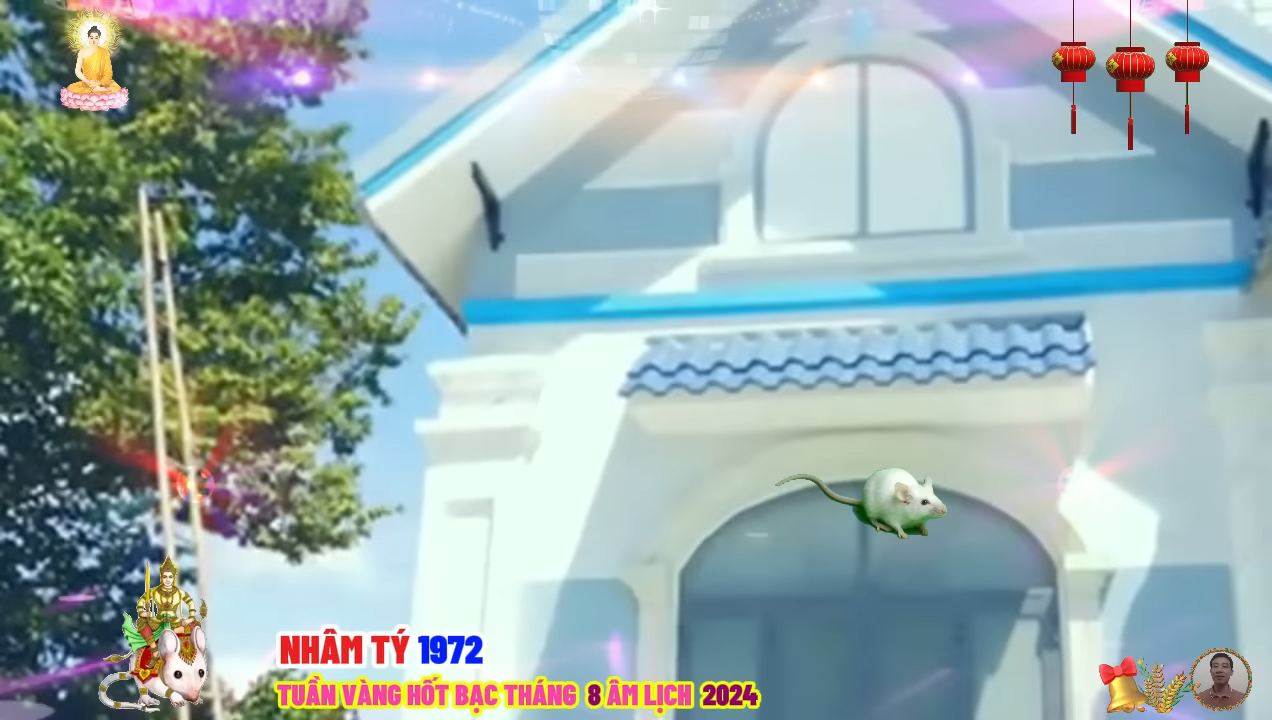 NHÂM TÝ 1972
TUẦN VÀNG HỐT BẠC THÁNG 8 ÂM LỊCH 2024